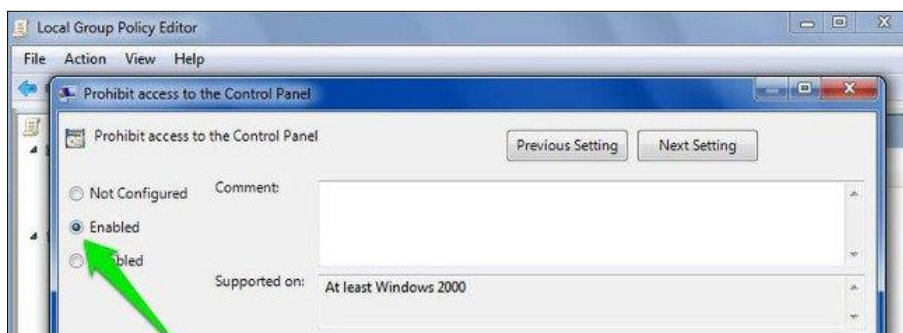 Local Group Policy Editor
File Action View Help
Prohibit access to the Control Panel
Prohibit access to the Control Panel
Previous Setting Next Setting
Not Configured Comment:
Enabled
Supported on: At least Windows 2000